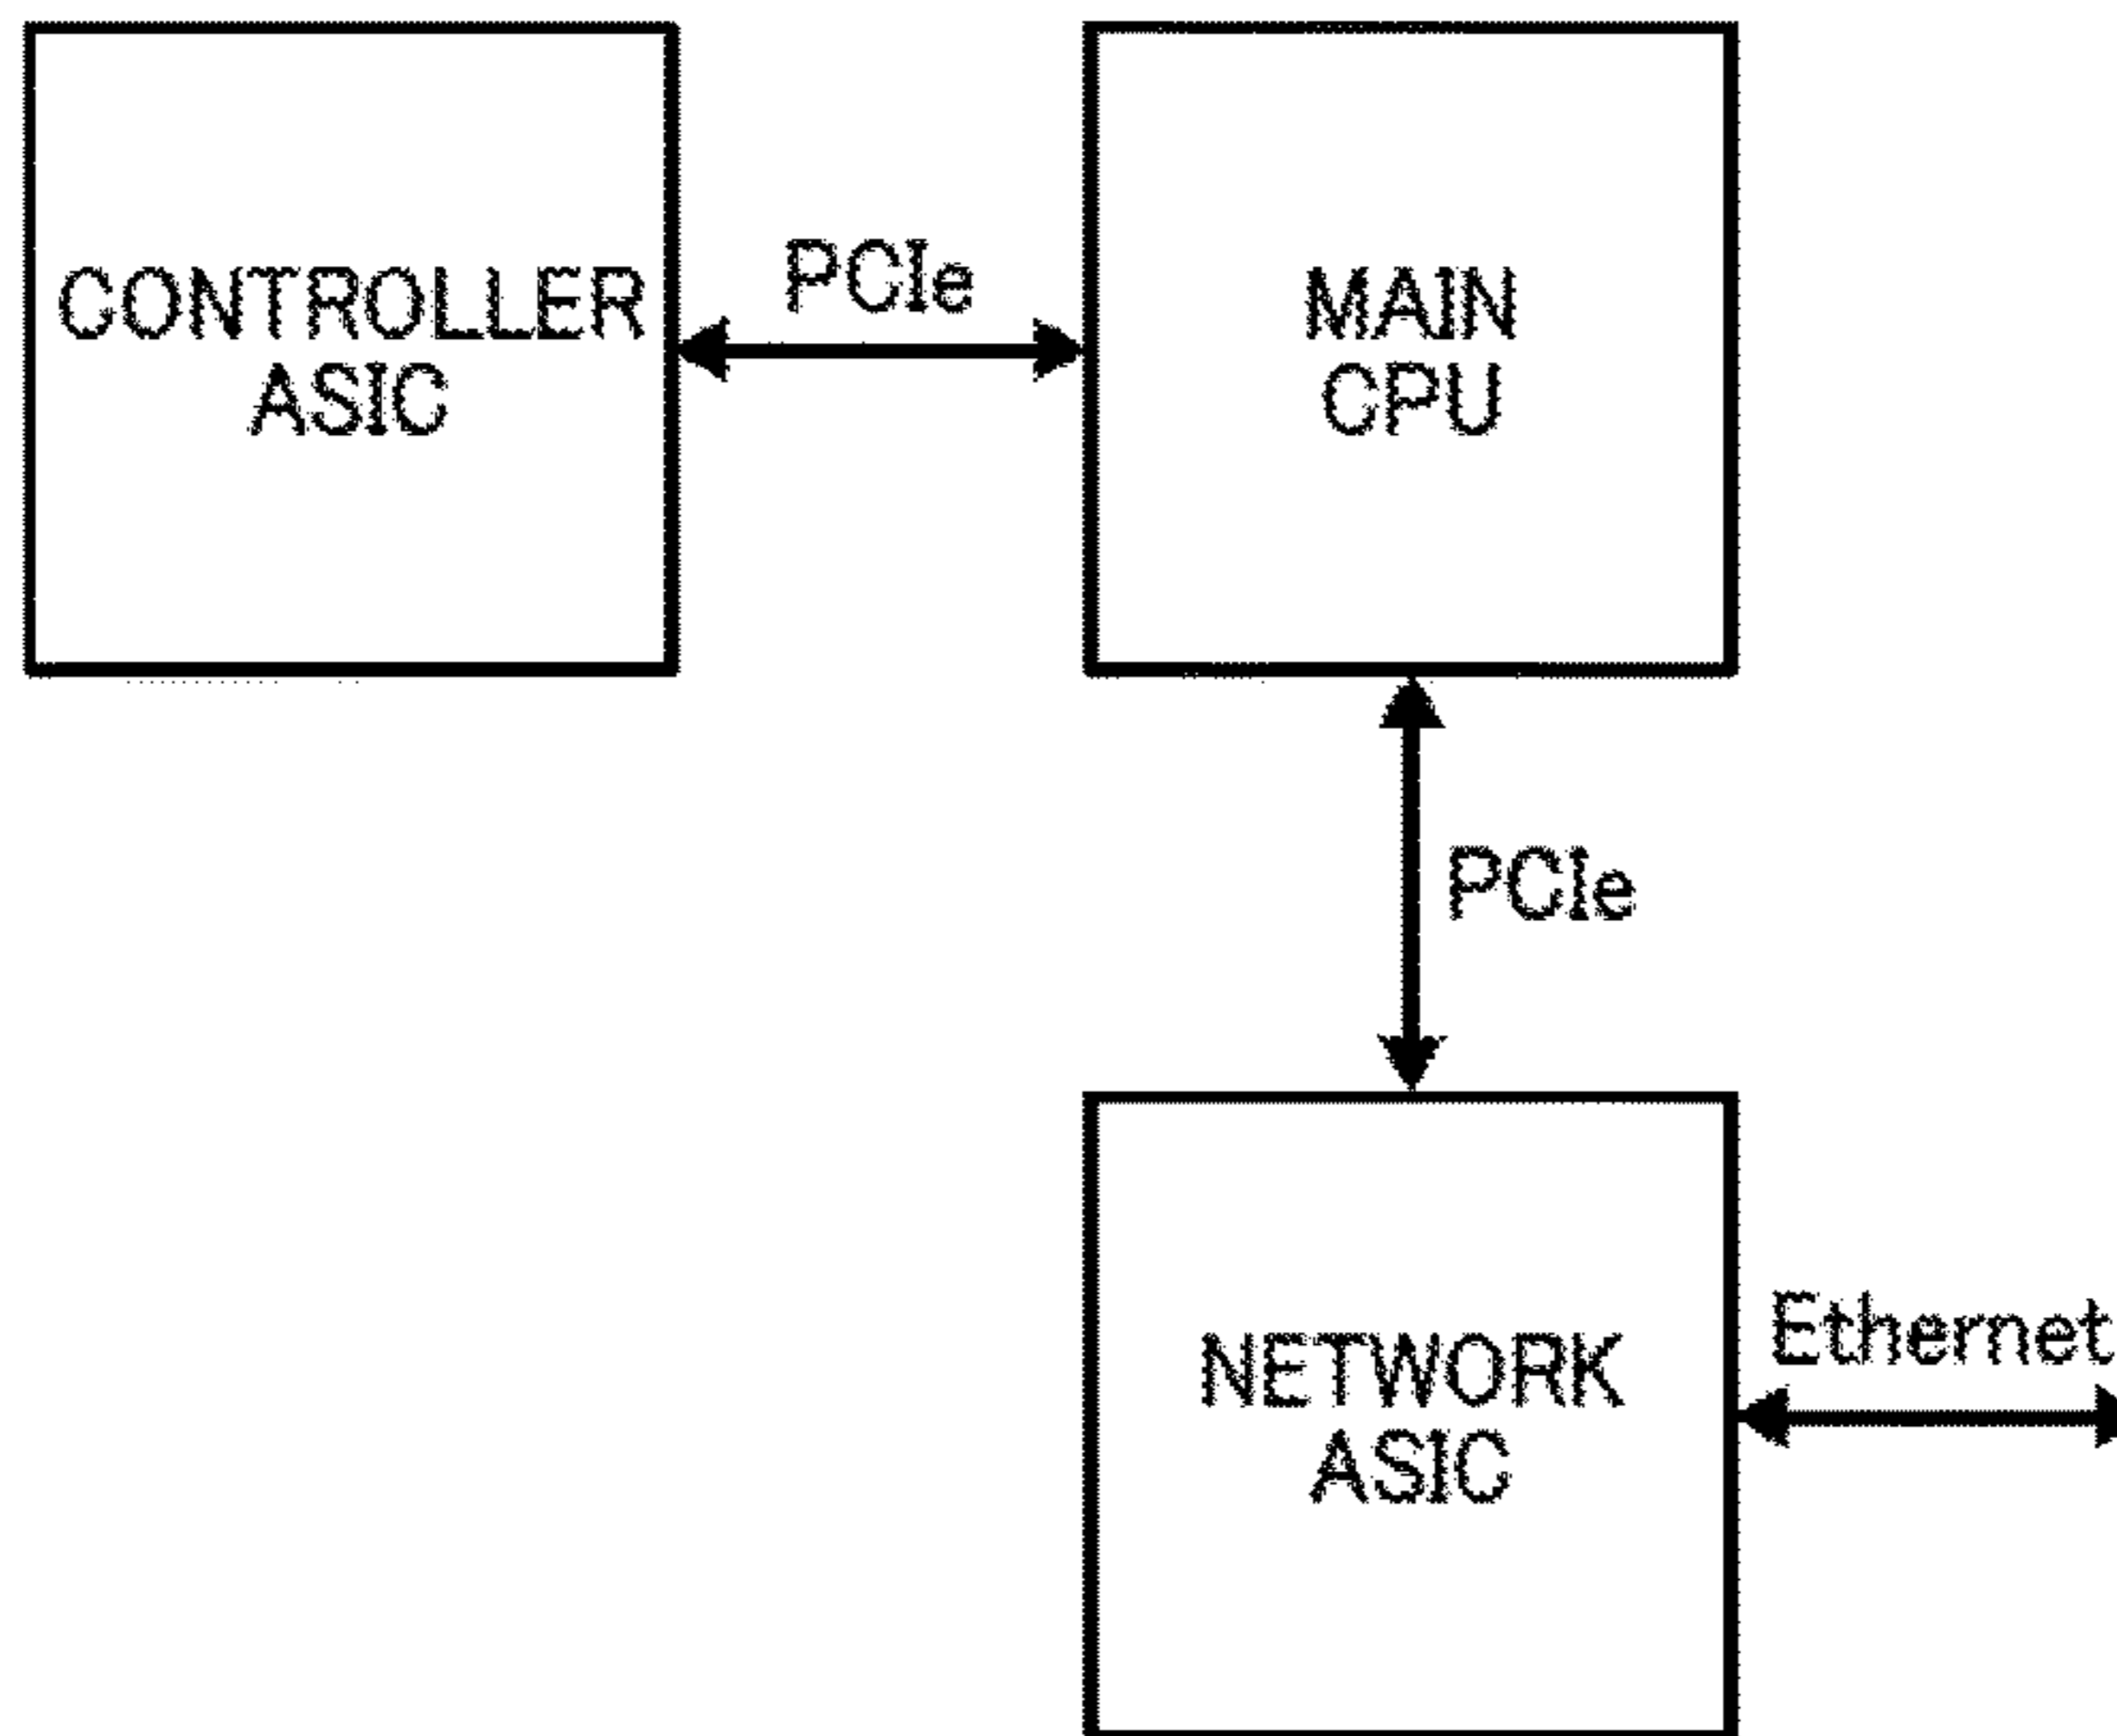 CONTROLLER
ASIC
PCIe
MAIN
CPU
PCIe
NETWORK
ASIC
Ethernet